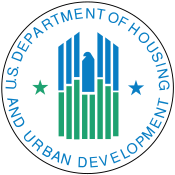 U.S. DEPARTMENT OF HOUSING
AND URBAN DEVELOPMENT